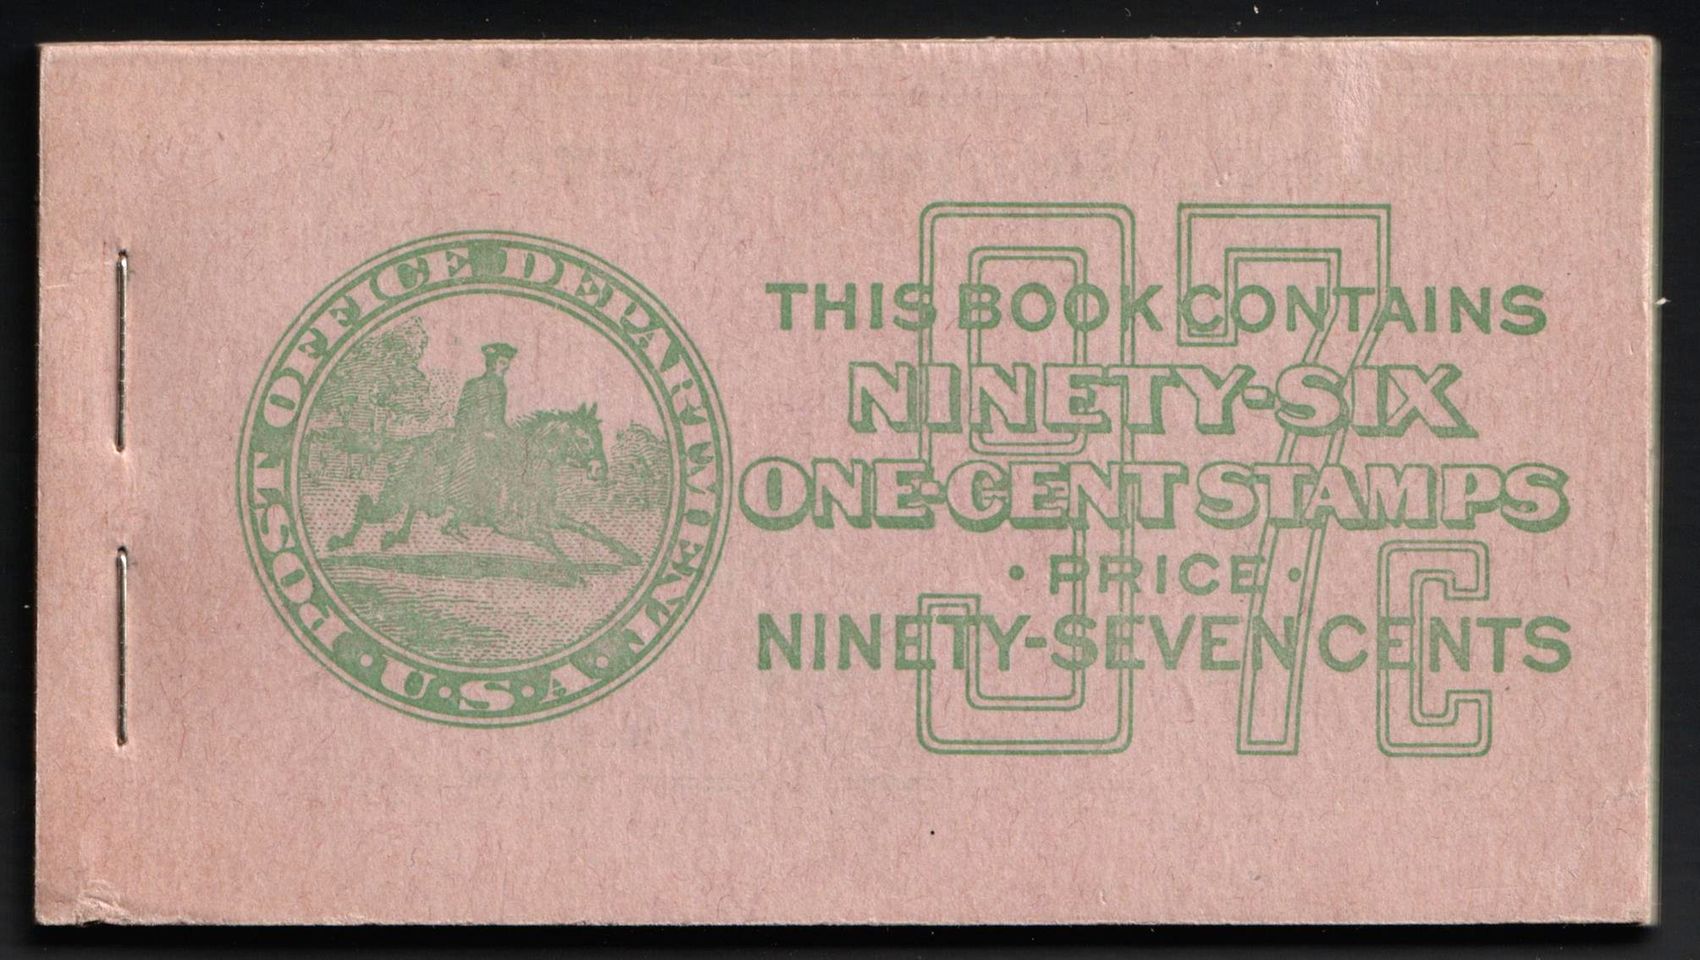 POST OFFICE DEPARTMENT.
·U·S·A·
97c
THIS BOOK CONTAINS
NINETY-SIX
ONE-CENT STAMPS
· PRICE ·
NINETY-SEVEN CENTS